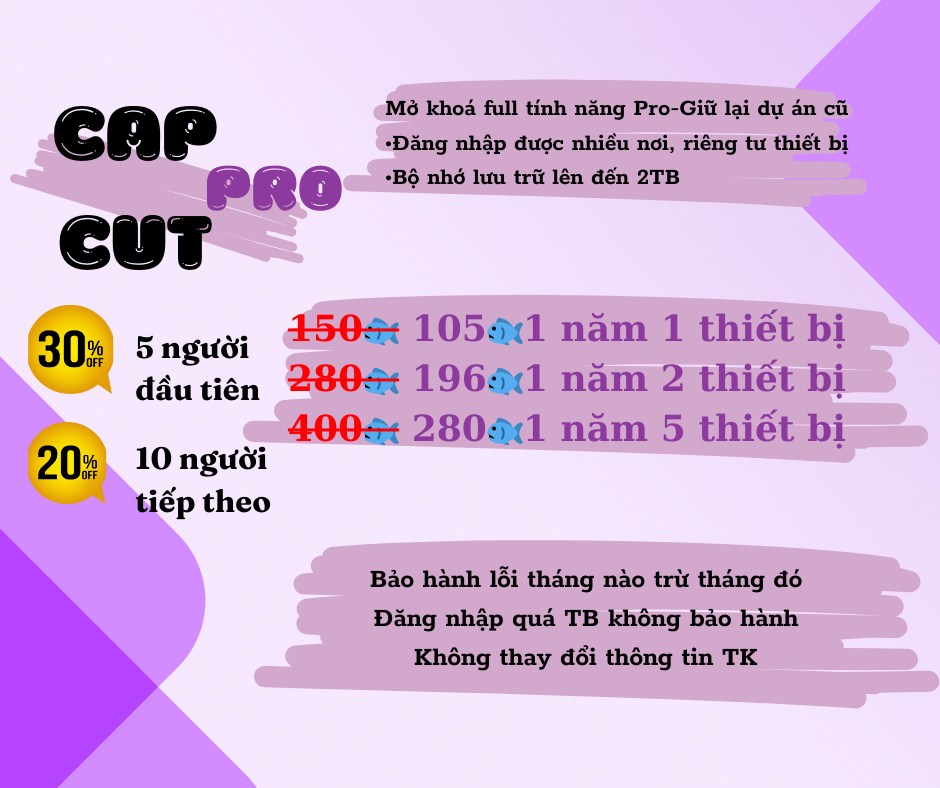 CAP
PRO
CUT
Mở khoá full tính năng Pro-Giữ lại dự án cũ
•Đăng nhập được nhiều nơi, riêng tư thiết bị
•Bộ nhớ lưu trữ lên đến 2TB
30% OFF
5 người
đầu tiên
20% OFF
10 người
tiếp theo
150🐟 105🐟1 năm 1 thiết bị
280🐟 196🐟1 năm 2 thiết bị
400🐟 280🐟1 năm 5 thiết bị
Bảo hành lỗi tháng nào trừ tháng đó
Đăng nhập quá TB không bảo hành
Không thay đổi thông tin TK